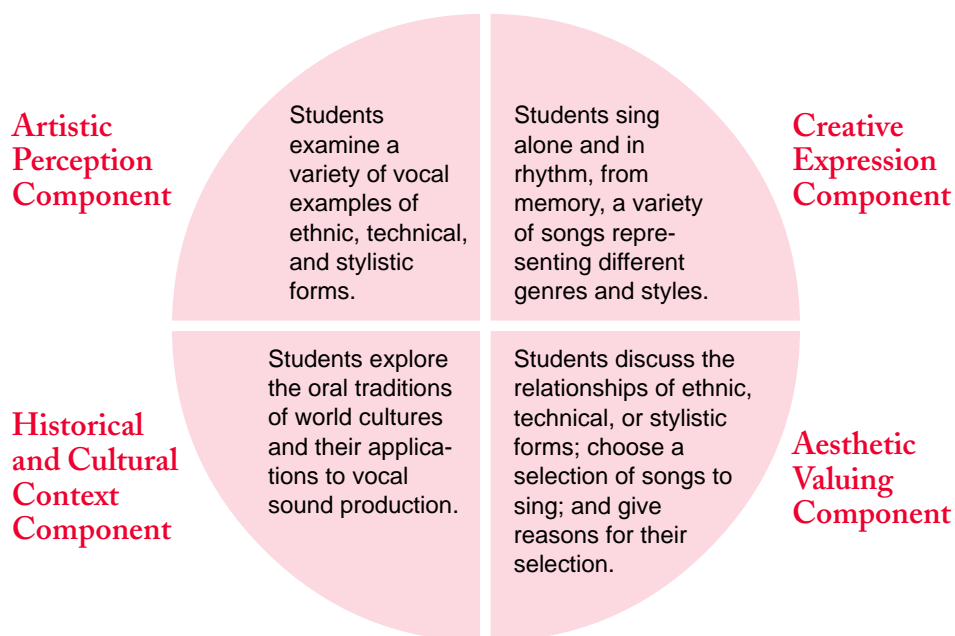 Artistic
Perception
Component
Students
examine a
variety of vocal
examples of
ethnic, technical,
and stylistic
forms.
Students sing
alone and in
rhythm, from
memory, a variety
of songs repre-
senting different
genres and styles.
Creative
Expression
Component
Historical
and Cultural
Context
Component
Students explore
the oral traditions
of world cultures
and their applica-
tions to vocal
sound production.
Students discuss the
relationships of ethnic,
technical, or stylistic
forms; choose a
selection of songs to
sing; and give
reasons for their
selection.
Aesthetic
Valuing
Component